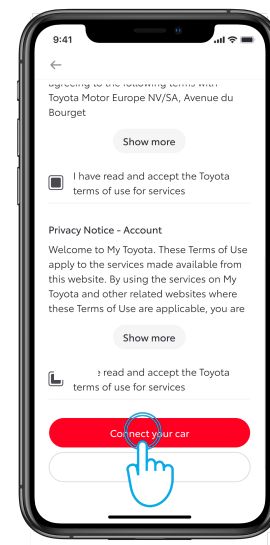 9:41
agreeing to the following terms with
Toyota Motor Europe NV/SA, Avenue du
Bourget
Show more
I have read and accept the Toyota
terms of use for services
Privacy Notice - Account
Welcome to My Toyota. These Terms of Use
apply to the services made available from
this website. By using the services on My
Toyota and other related websites where
these Terms of Use are applicable, you are
Show more
read and accept the Toyota
terms of use for services
Connect your car